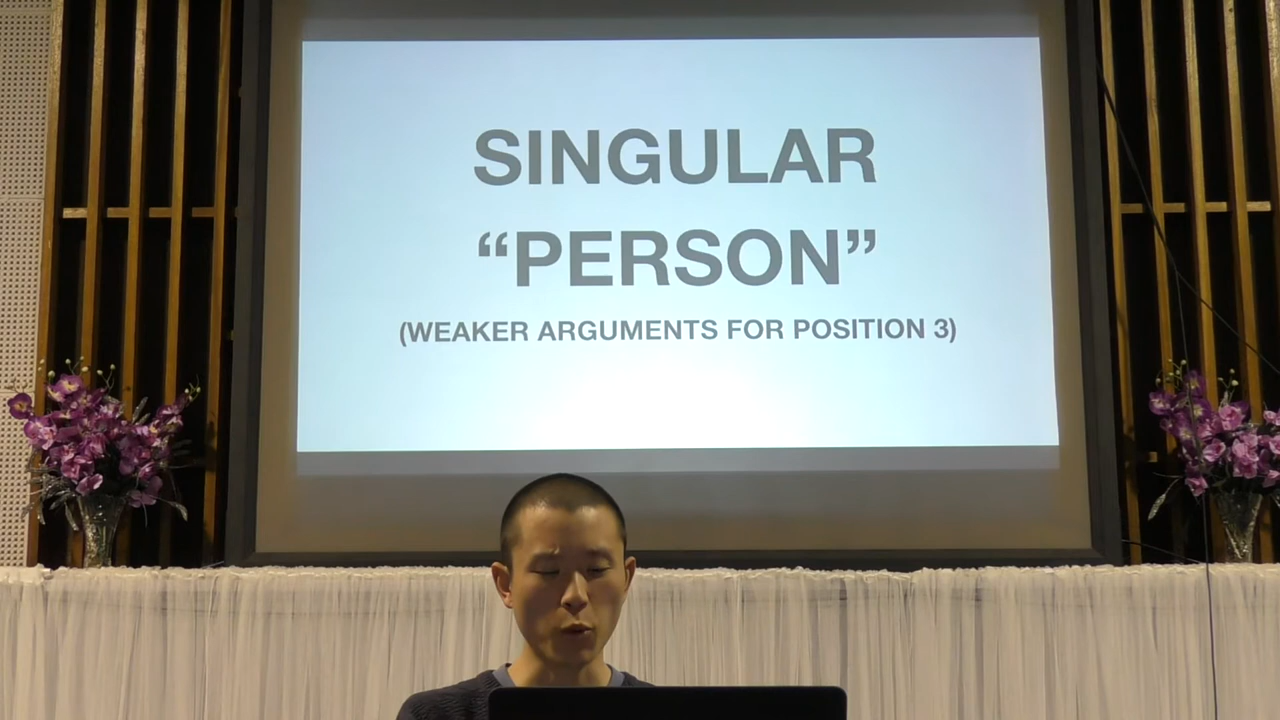 SINGULAR
“PERSON”
(WEAKER ARGUMENTS FOR POSITION 3)